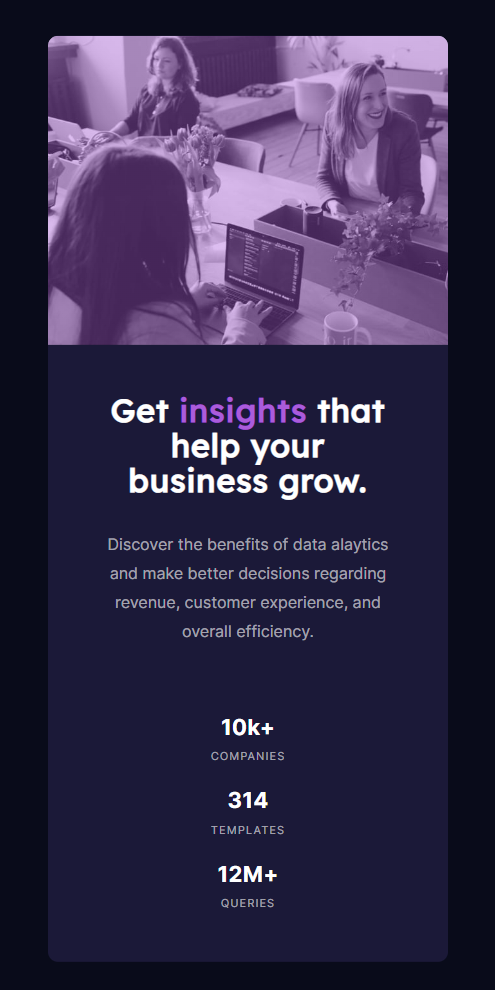 Get insights that
help your
business grow.
Discover the benefits of data alaytics
and make better decisions regarding
revenue, customer experience, and
overall efficiency.
10k+
COMPANIES
314
TEMPLATES
12M+
QUERIES